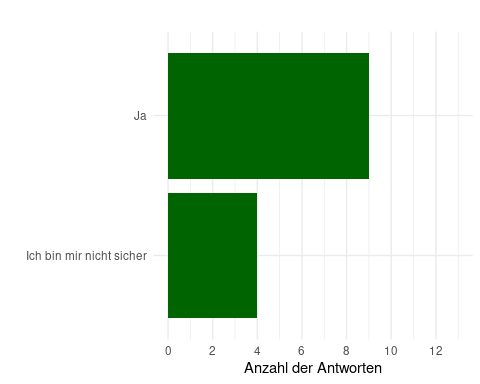 Ja
Ich bin mir nicht sicher
0 2 4 6 8 10 12
Anzahl der Antworten